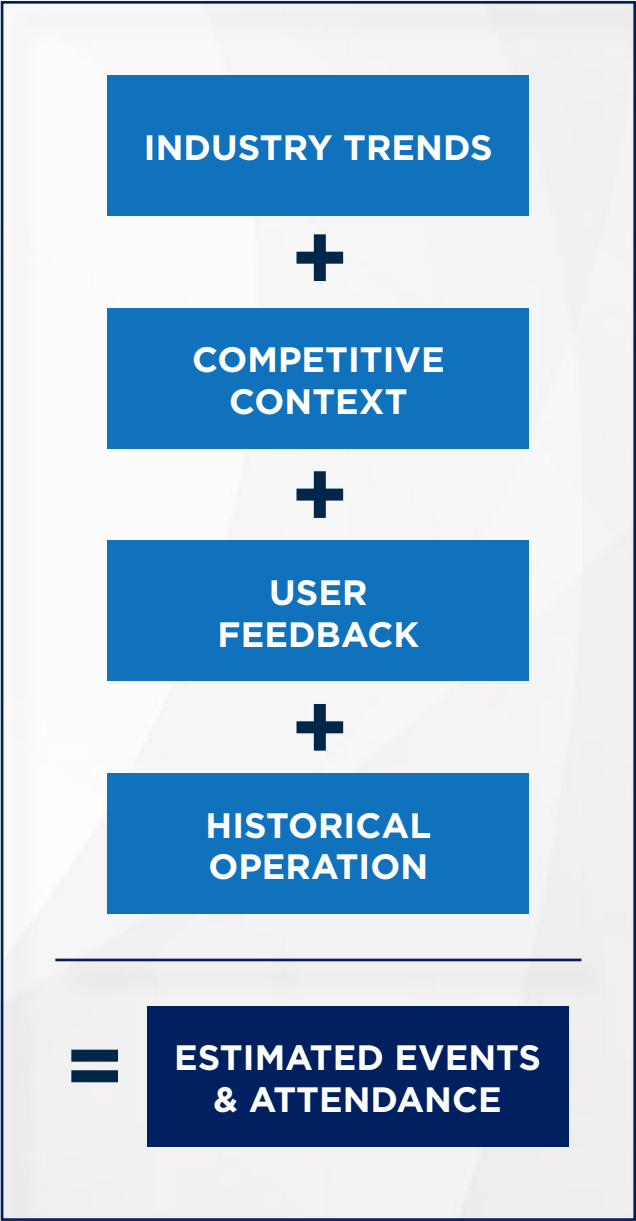 INDUSTRY TRENDS
+
COMPETITIVE
CONTEXT
+
USER
FEEDBACK
+
HISTORICAL
OPERATION
=
ESTIMATED EVENTS
& ATTENDANCE